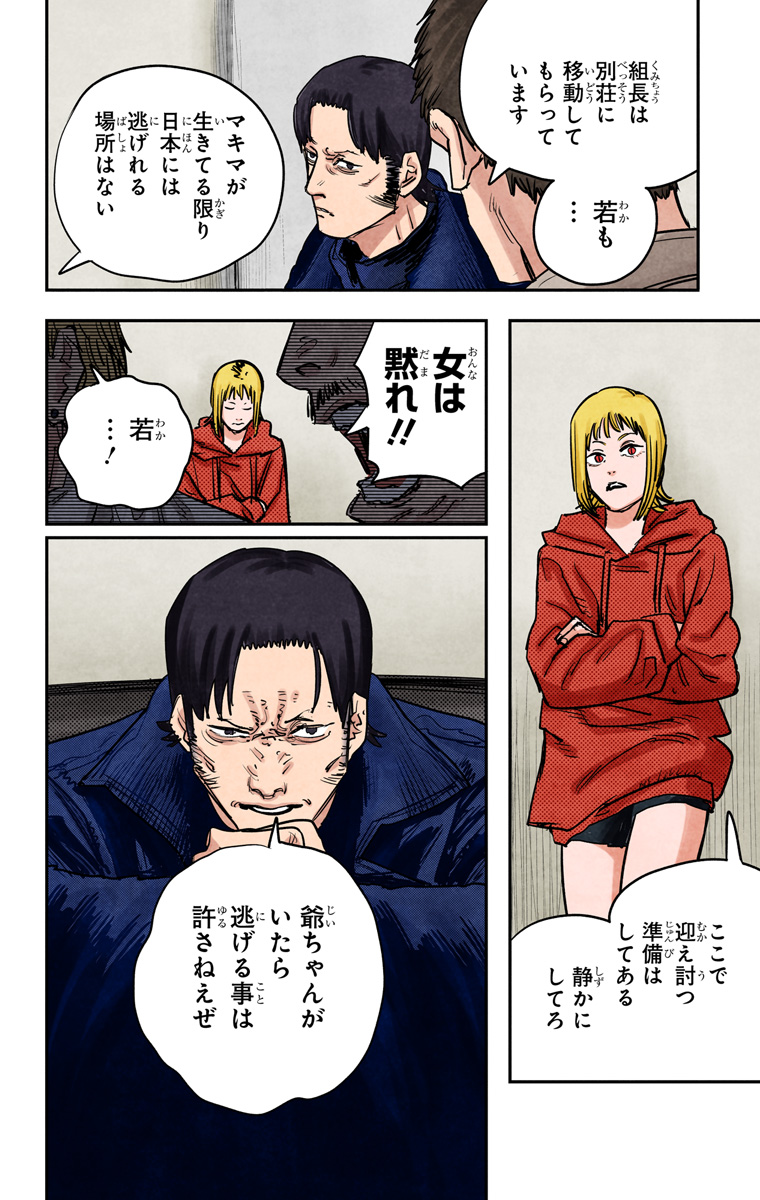 組長は
別荘に
移動して
もらって
います
若も
…
マキマが
生きてる限り
日本には
逃げれる
場所はない
ここで
迎え討つ
準備は
してある
静かに
してろ
女は
黙れ!!
若
…!
爺ちゃんが
いたら
逃げる事は
許さねえぜ